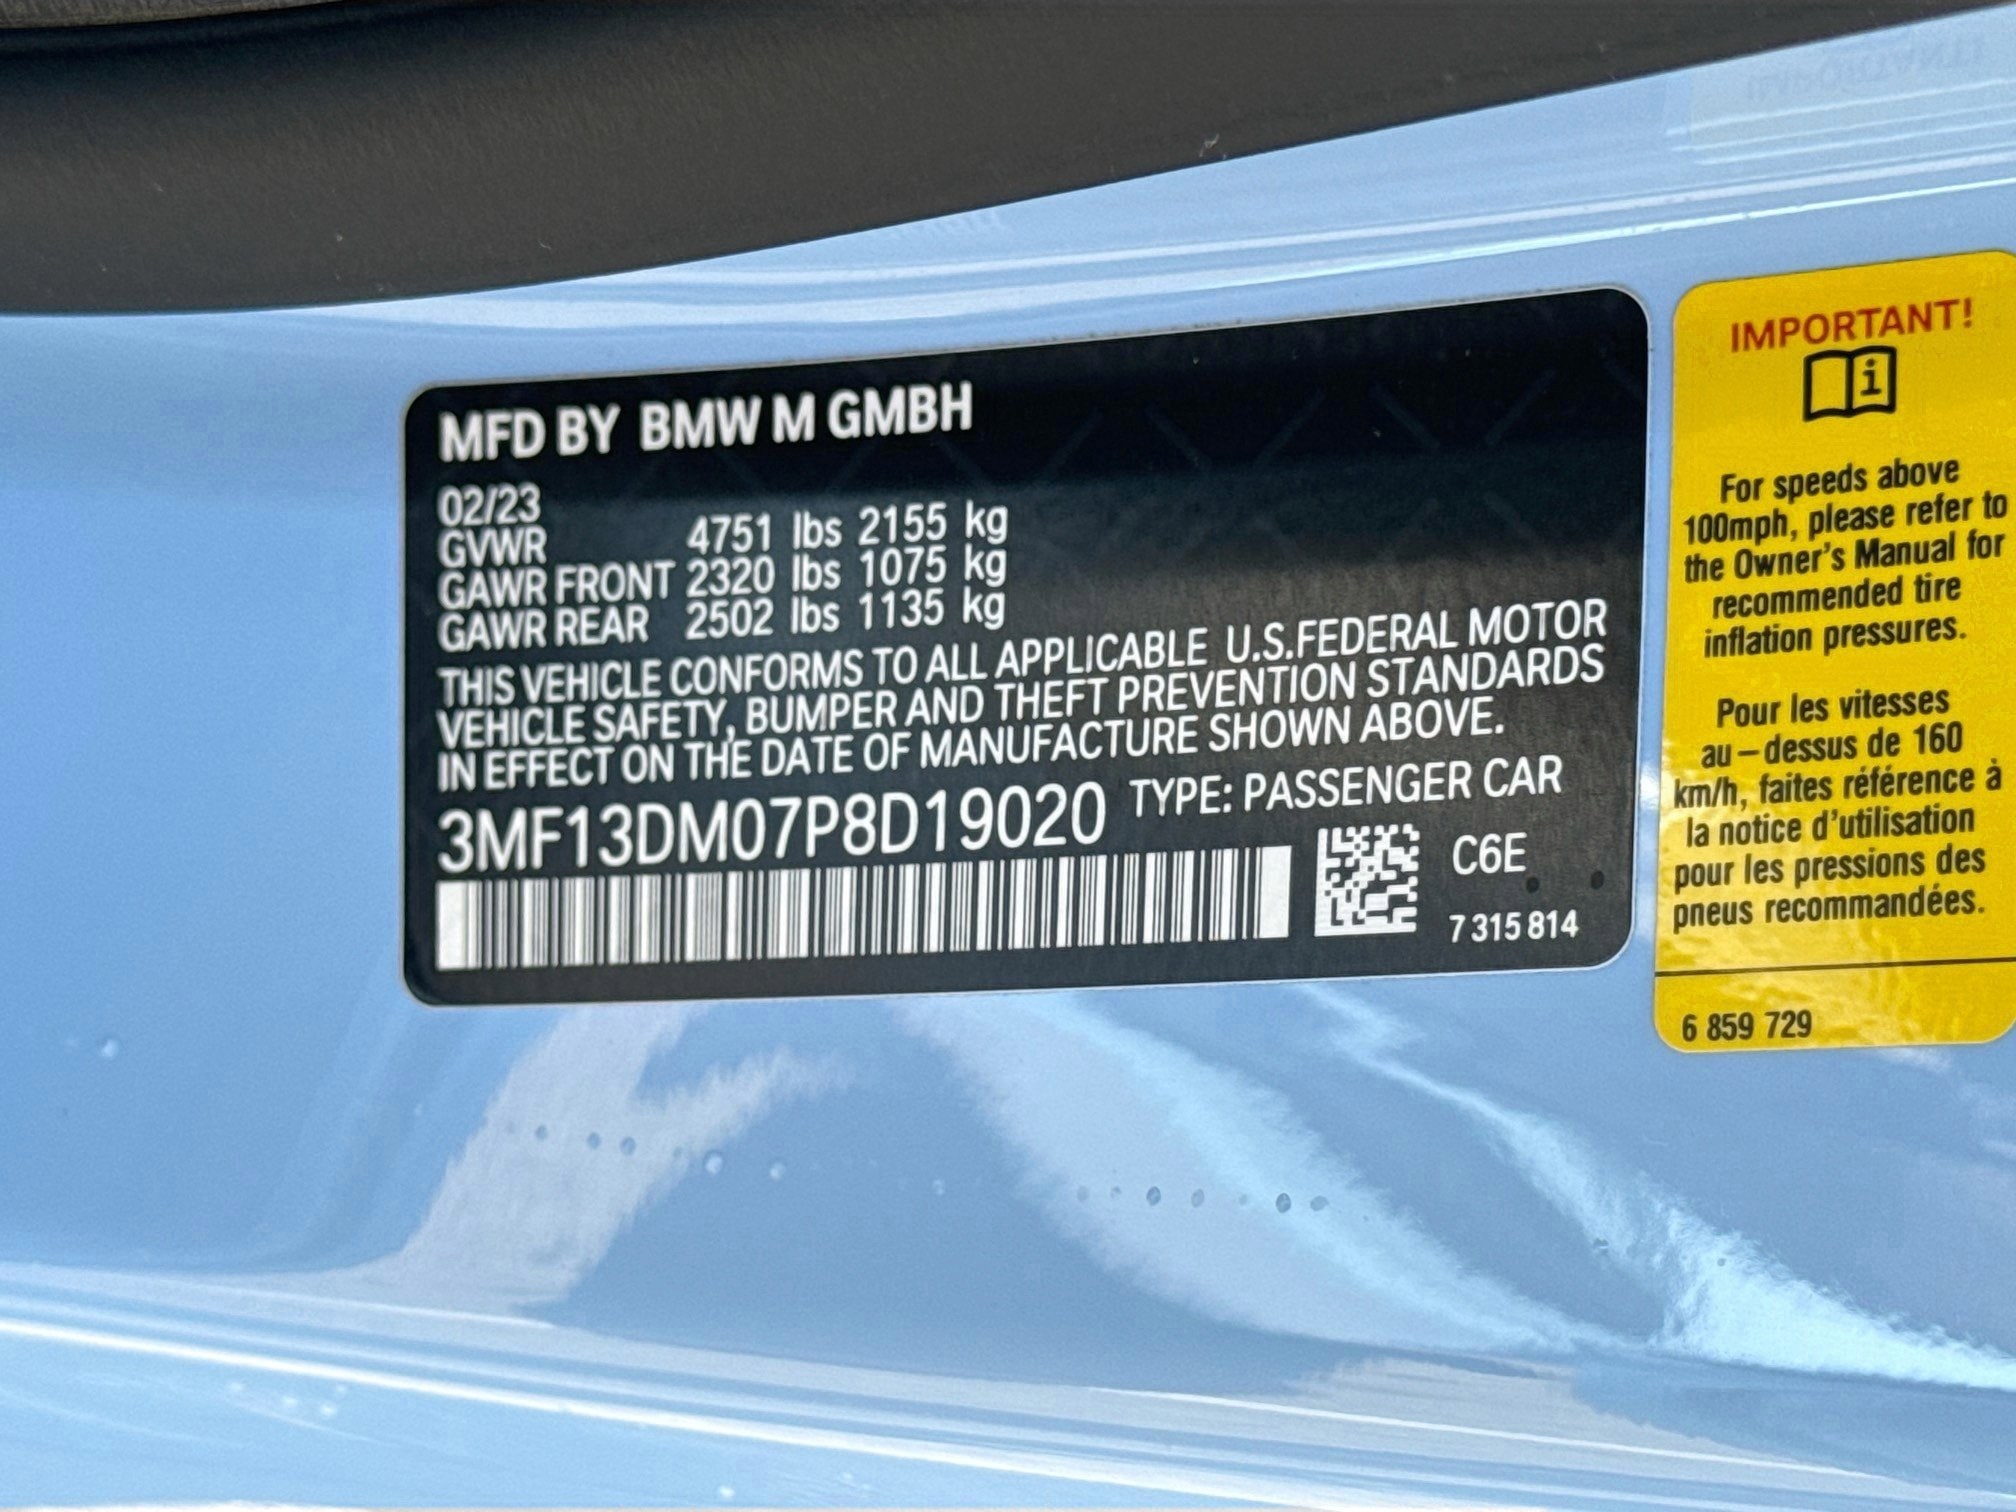 MFD BY BMW M GMBH
02/23
GVWR 4751 lbs 2155 kg
GAWR FRONT 2320 lbs 1075 kg
GAWR REAR 2502 lbs 1135 kg
THIS VEHICLE CONFORMS TO ALL APPLICABLE U.S.FEDERAL MOTOR
VEHICLE SAFETY, BUMPER AND THEFT PREVENTION STANDARDS
IN EFFECT ON THE DATE OF MANUFACTURE SHOWN ABOVE.
3MF13DM07P8D19020 TYPE: PASSENGER CAR
C6E
7 315 814
IMPORTANT!
i
For speeds above
100mph, please refer to
the Owner's Manual for
recommended tire
inflation pressures.
Pour les vitesses
au – dessus de 160
km/h, faites référence à
la notice d'utilisation
pour les pressions des
pneus recommandées.
6 859 729